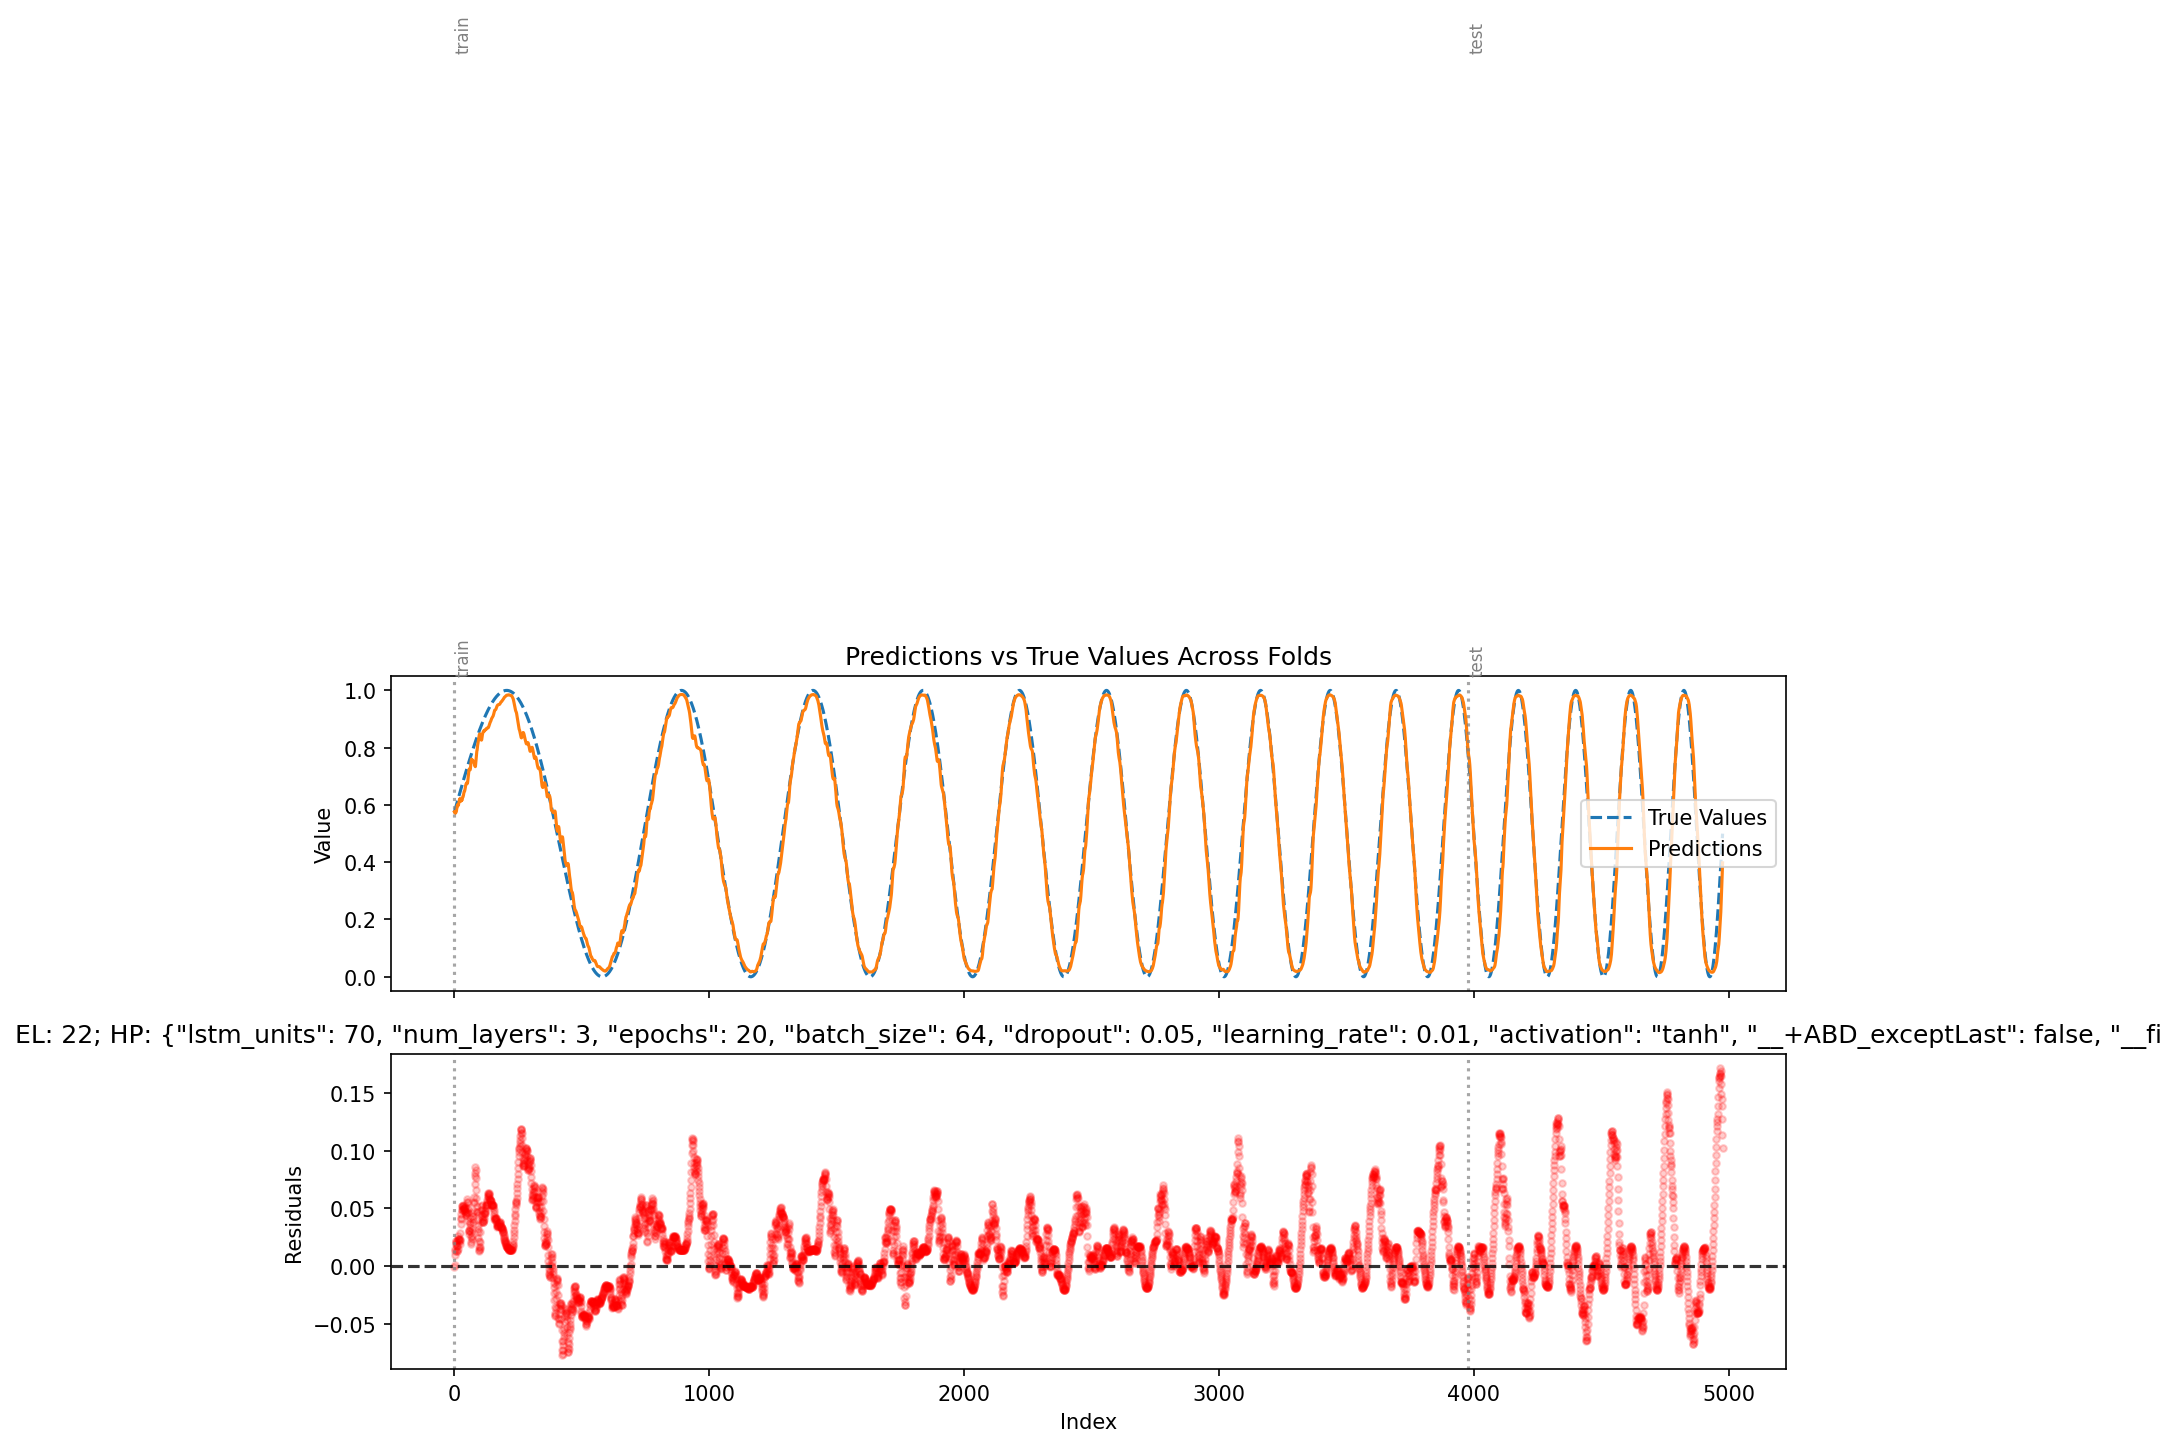 train
test
Predictions vs True Values Across Folds
train
test
1.0
0.8
0.6
0.4
0.2
0.0
Value
True Values
Predictions
EL: 22; HP: {"lstm_units": 70, "num_layers": 3, "epochs": 20, "batch_size": 64, "dropout": 0.05, "learning_rate": 0.01, "activation": "tanh", "__+ABD_exceptLast": false, "__fi
0.15
0.10
0.05
0.00
−0.05
Residuals
0 1000 2000 3000 4000 5000
Index